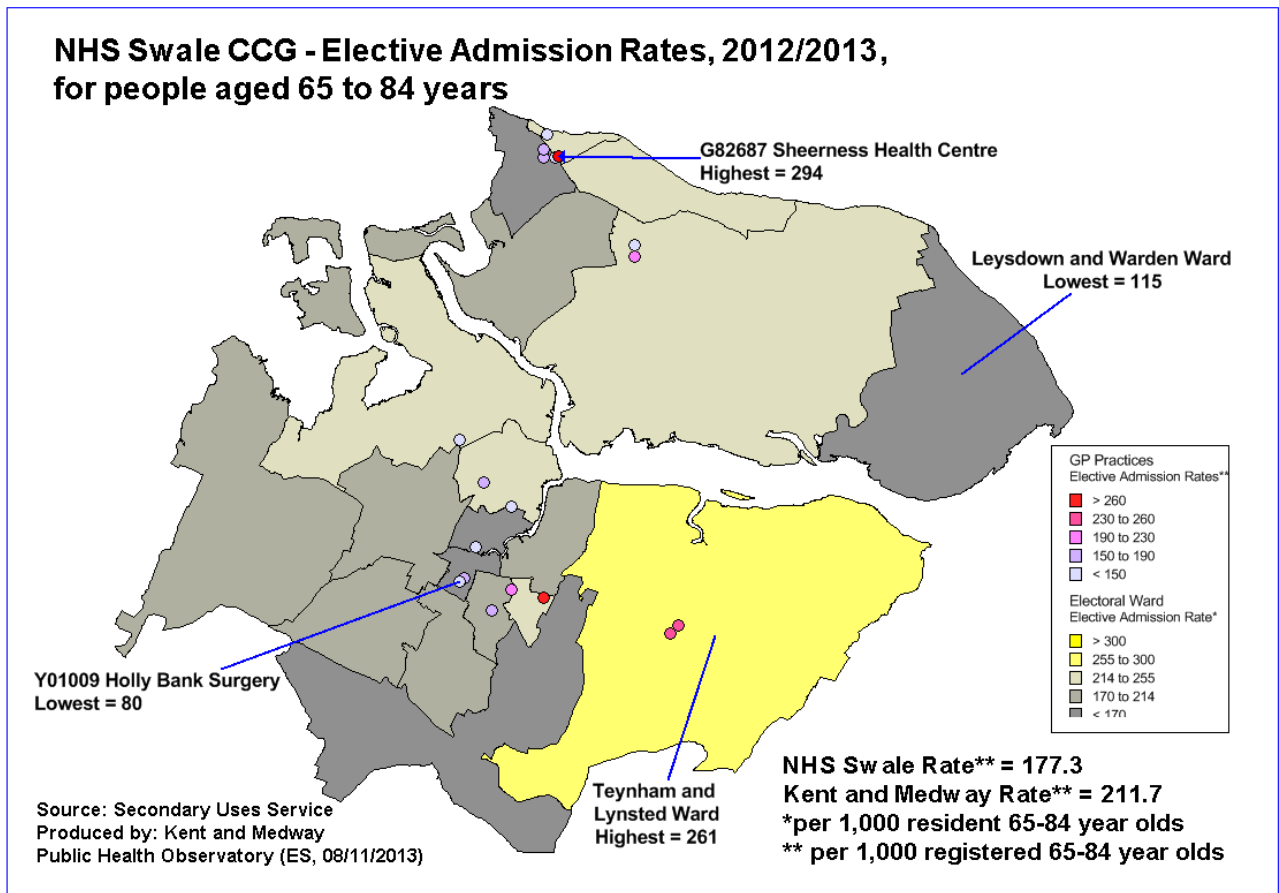 NHS Swale CCG - Elective Admission Rates, 2012/2013,
for people aged 65 to 84 years
G82687 Sheerness Health Centre
Highest = 294
Leysdown and Warden Ward
Lowest = 115
GP Practices
Elective Admission Rates**
> 260
230 to 260
190 to 230
150 to 190
< 150
Electoral Ward
Elective Admission Rate*
> 300
255 to 300
214 to 255
170 to 214
< 170
Y01009 Holly Bank Surgery
Lowest = 80
Teynham and
Lynsted Ward
Highest = 261
NHS Swale Rate** = 177.3
Kent and Medway Rate** = 211.7
*per 1,000 resident 65-84 year olds
** per 1,000 registered 65-84 year olds
Source: Secondary Uses Service
Produced by: Kent and Medway
Public Health Observatory (ES, 08/11/2013)